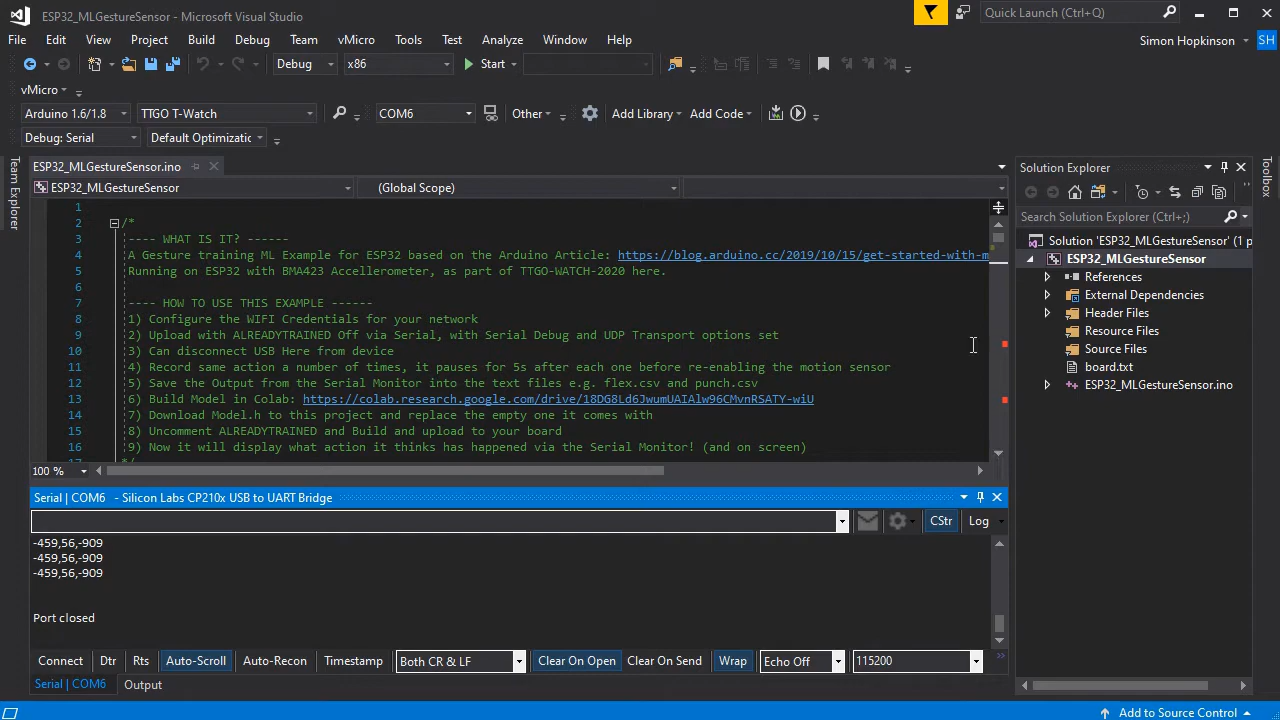 ESP32_MLGestureSensor - Microsoft Visual Studio
Quick Launch (Ctrl+Q)
File Edit View Project Build Debug Team vMicro Tools Test Analyze Window Help
Simon Hopkinson SH
Debug x86 Start
vMicro
Arduino 1.6/1.8 TTGO T-Watch COM6 Other Add Library Add Code
Debug: Serial Default Optimizatic
Team Explorer
ESP32_MLGestureSensor.ino
ESP32_MLGestureSensor (Global Scope)
1
2 /*
3 ---- WHAT IS IT? ------
4 A Gesture training ML Example for ESP32 based on the Arduino Article: https://blog.arduino.cc/2019/10/15/get-started-with-m
5 Running on ESP32 with BMA423 Accellerometer, as part of TTGO-WATCH-2020 here.
6
7 ---- HOW TO USE THIS EXAMPLE ------
8 1) Configure the WIFI Credentials for your network
9 2) Upload with ALREADYTRAINED Off via Serial, with Serial Debug and UDP Transport options set
10 3) Can disconnect USB Here from device
11 4) Record same action a number of times, it pauses for 5s after each one before re-enabling the motion sensor
12 5) Save the Output from the Serial Monitor into the text files e.g. flex.csv and punch.csv
13 6) Build Model in Colab: https://colab.research.google.com/drive/18DG8Ld6JwumUAIAlw96CMvnRSATY-wiU
14 7) Download Model.h to this project and replace the empty one it comes with
15 8) Uncomment ALREADYTRAINED and Build and upload to your board
16 9) Now it will display what action it thinks has happened via the Serial Monitor! (and on screen)
17 */
100 %
Serial | COM6 - Silicon Labs CP210x USB to UART Bridge
CStr Log
-459,56,-909
-459,56,-909
-459,56,-909
Port closed
Connect Dtr Rts Auto-Scroll Auto-Recon Timestamp Both CR & LF Clear On Open Clear On Send Wrap Echo Off 115200
Serial | COM6 Output
Solution Explorer
Search Solution Explorer (Ctrl+;)
Solution 'ESP32_MLGestureSensor' (1 p
ESP32_MLGestureSensor
References
External Dependencies
Header Files
Resource Files
Source Files
board.txt
ESP32_MLGestureSensor.ino
Toolbox
Add to Source Control